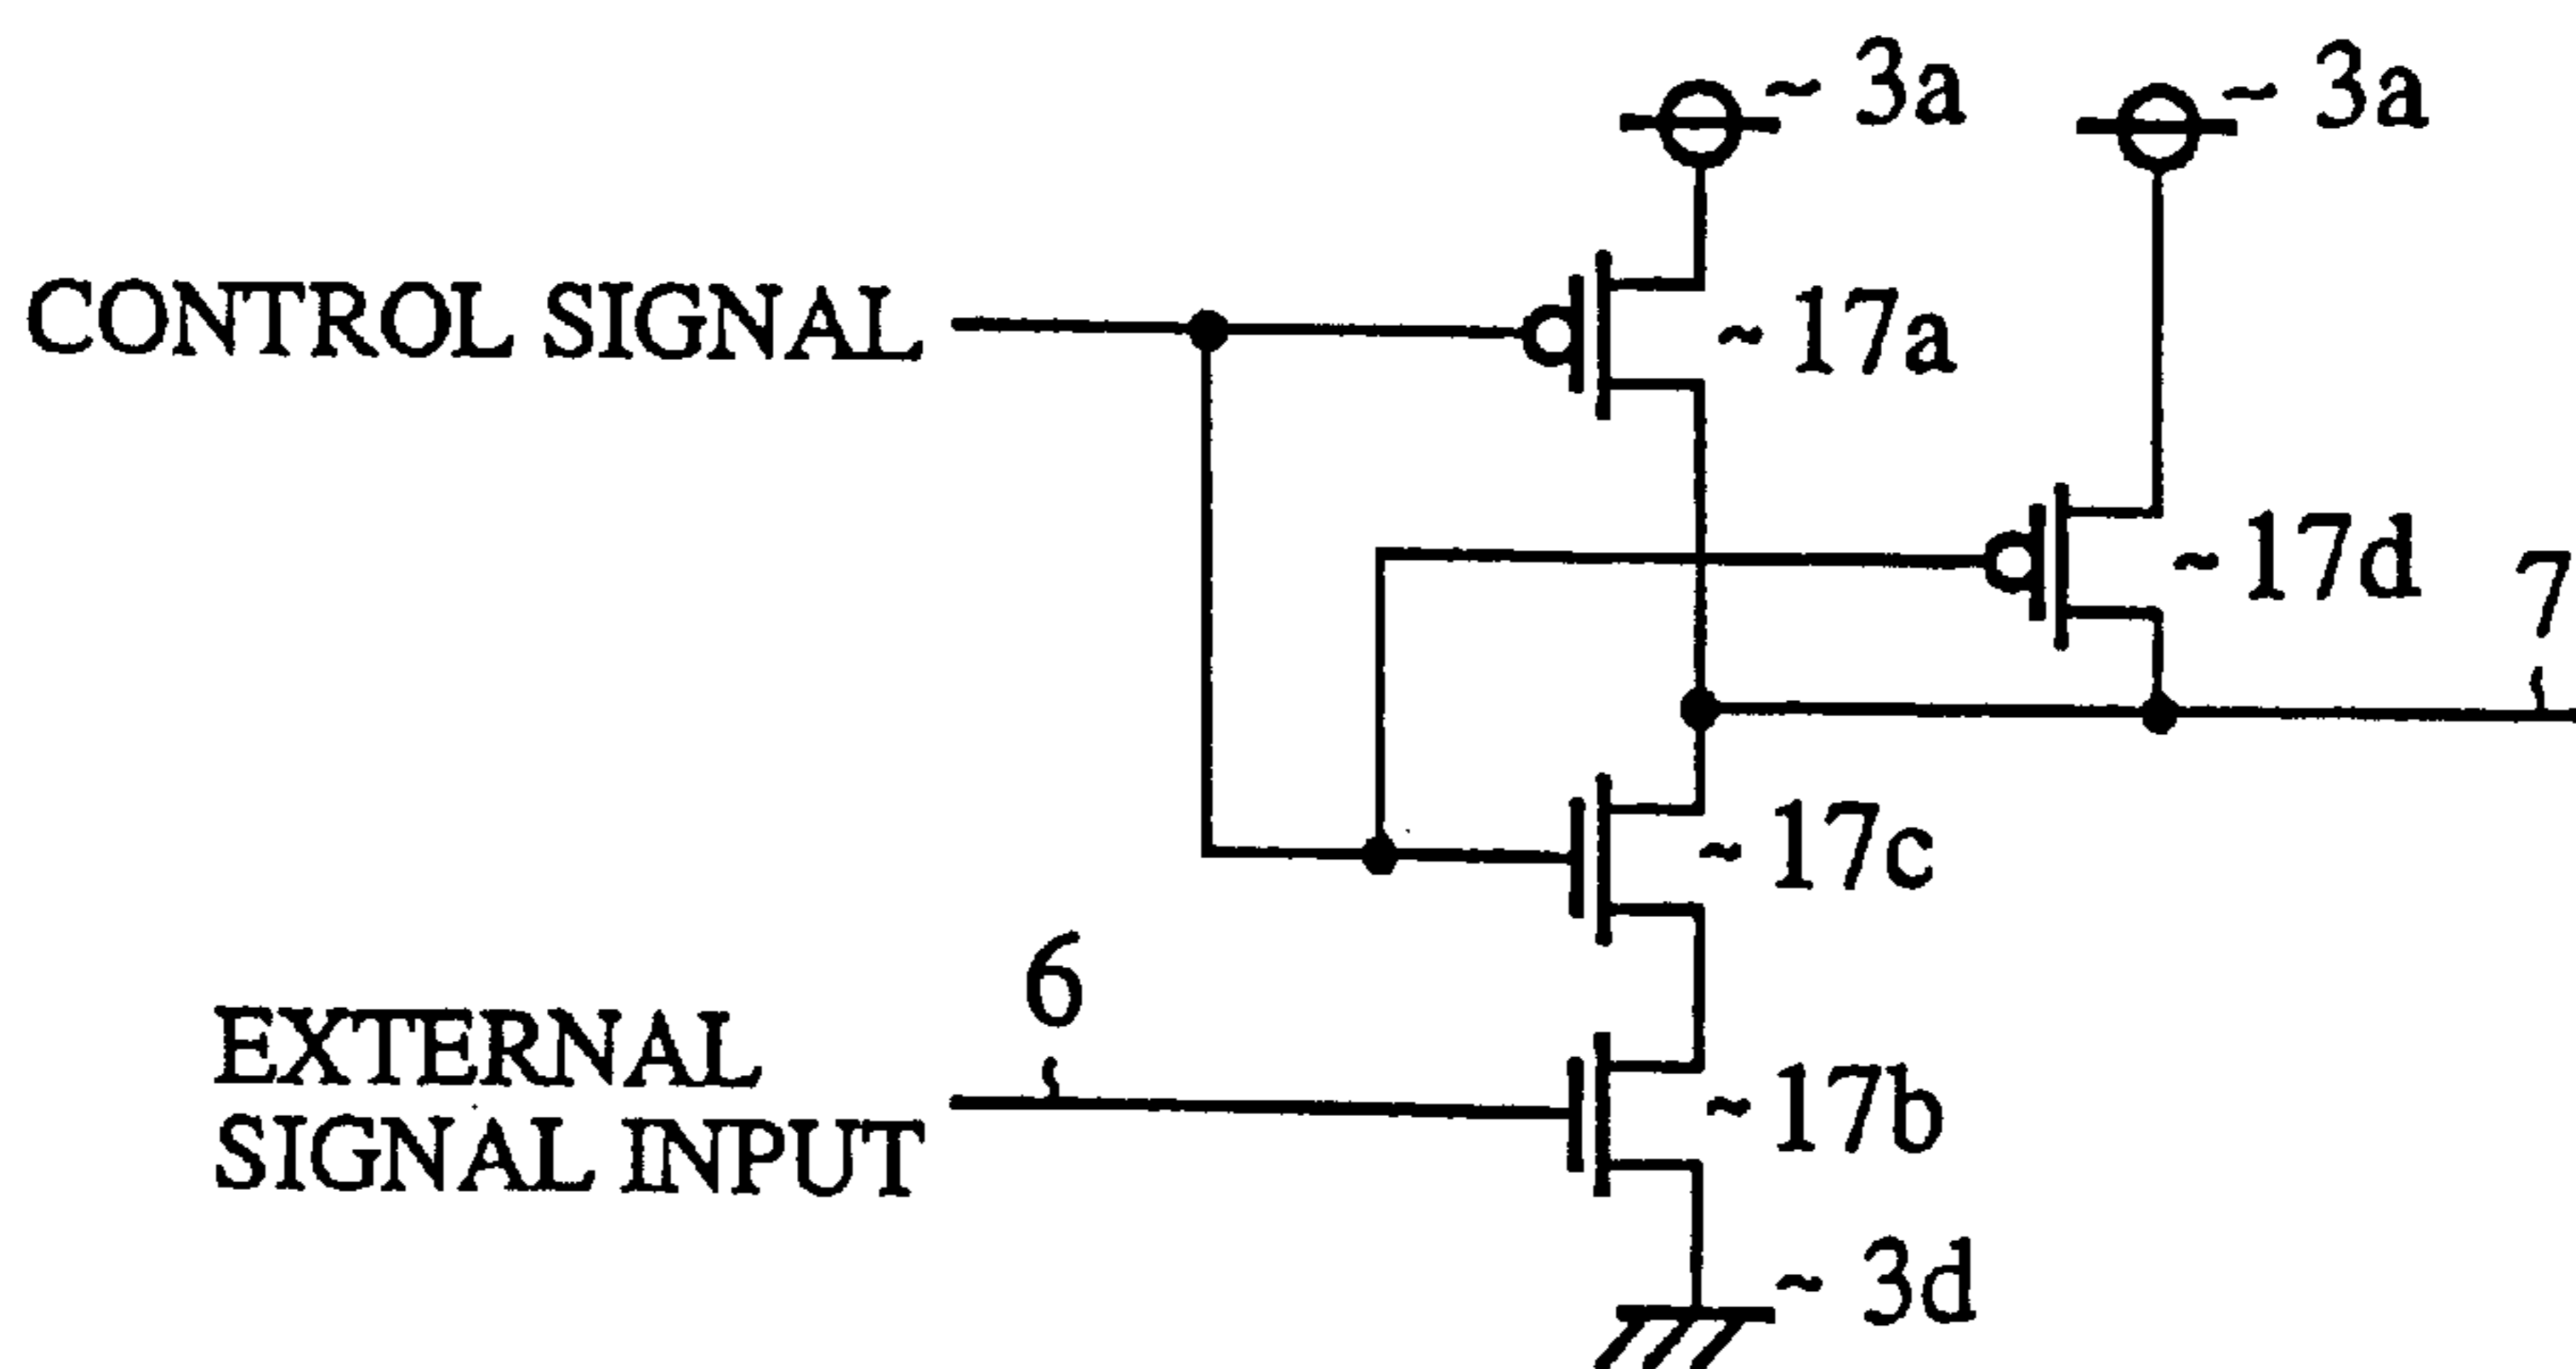 ~ 3a
~ 3a
CONTROL SIGNAL
~17a
~17d
7
~17c
6
EXTERNAL
SIGNAL INPUT
~17b
~ 3d